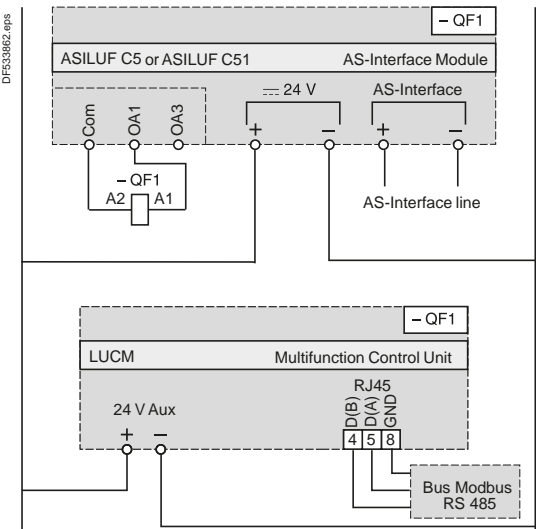 DF533862.eps
– QF1
ASILUF C5 or ASILUF C51 AS-Interface Module
24 V AS-Interface
Com OA1 OA3 + – + –
– QF1
A2 A1
AS-Interface line
– QF1
LUCM Multifunction Control Unit
RJ45
24 V Aux D(B) D(A) GND
+ – 4 5 8
Bus Modbus
RS 485